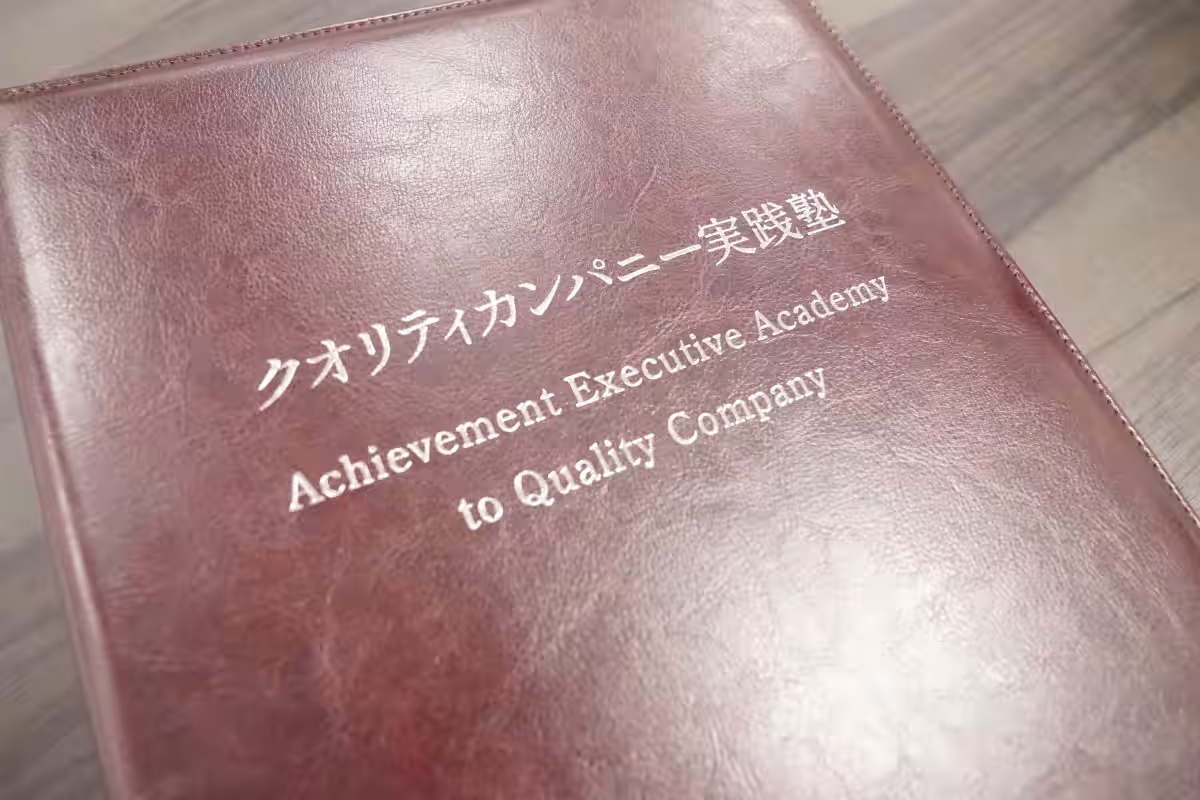 クオリティカンパニー実践塾
Achievement Executive Academy
to Quality Company